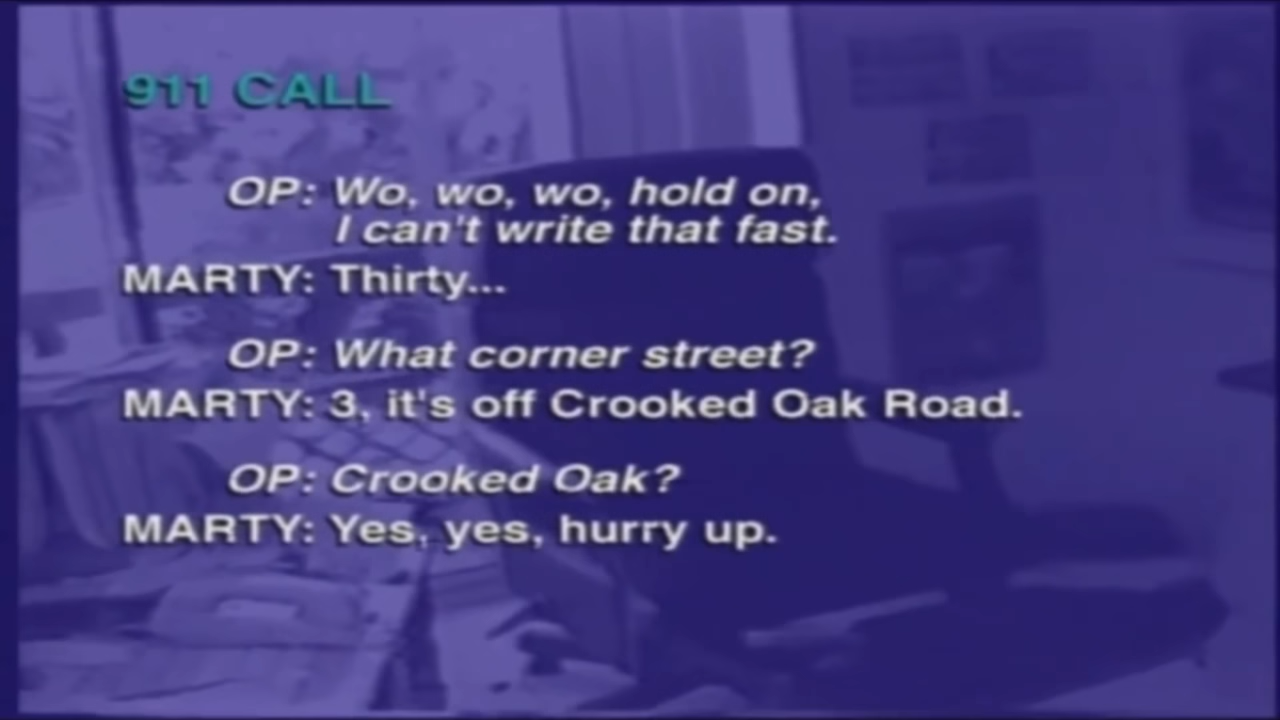 911 CALL
OP: Wo, wo, wo, hold on,
I can't write that fast.
MARTY: Thirty...
OP: What corner street?
MARTY: 3, it's off Crooked Oak Road.
OP: Crooked Oak?
MARTY: Yes, yes, hurry up.